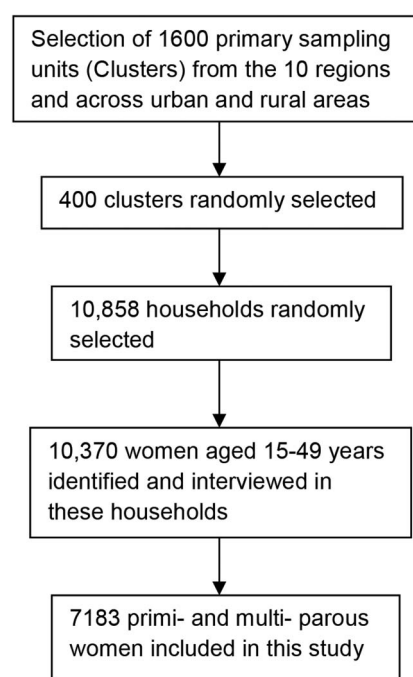 Selection of 1600 primary sampling
units (Clusters) from the 10 regions
and across urban and rural areas
400 clusters randomly selected
10,858 households randomly
selected
10,370 women aged 15-49 years
identified and interviewed in
these households
7183 primi- and multi- parous
women included in this study